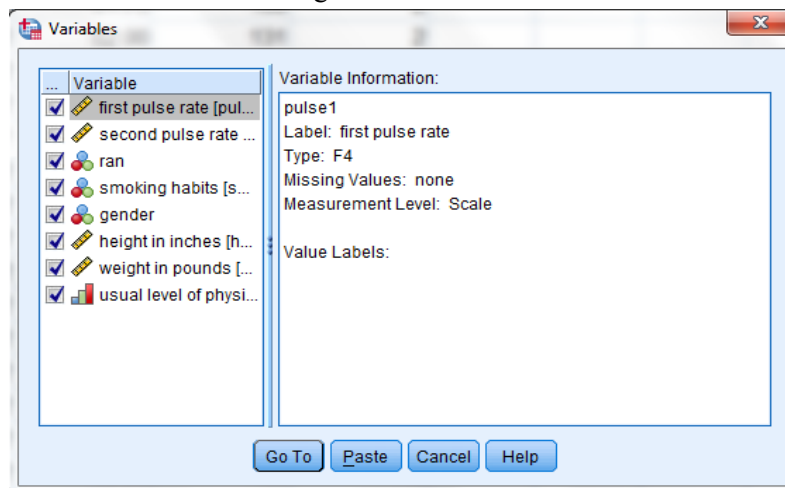 Variables
... Variable
first pulse rate [pul...
second pulse rate ...
ran
smoking habits [s...
gender
height in inches [h...
weight in pounds [...
usual level of physi...
Variable Information:
pulse1
Label: first pulse rate
Type: F4
Missing Values: none
Measurement Level: Scale
Value Labels:
Go To Paste Cancel Help